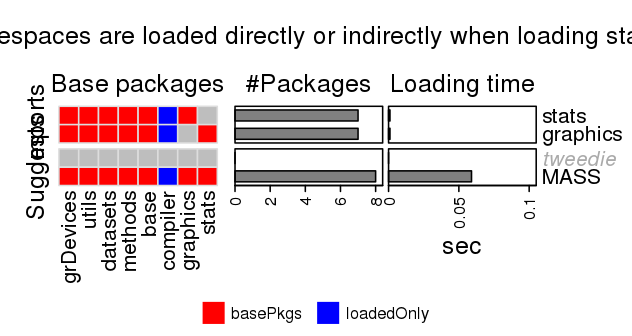 espaces are loaded directly or indirectly when loading sta
Base packages
#Packages
Loading time
Imports
stats
graphics
Suggests
tweedie
MASS
grDevices
utils
datasets
methods
base
compiler
graphics
stats
0
2
4
6
8
0
0.05
0.1
sec
basePkgs
loadedOnly